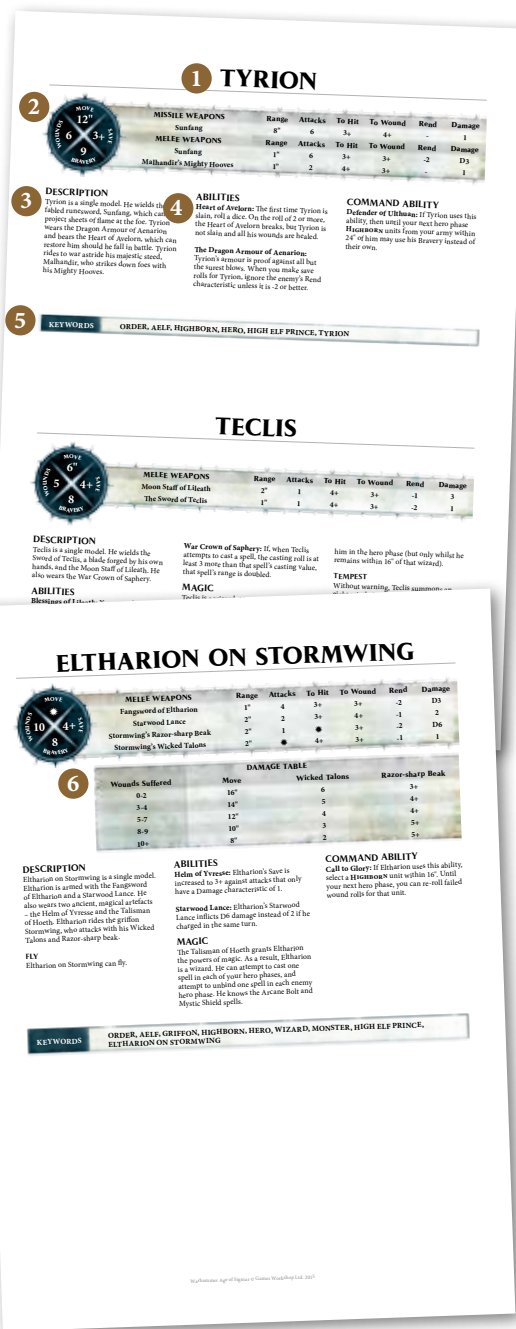 1 TYRION
2
MOVE
12"
WOUNDS 6 3+ SAVE
9
BRAVERY
MISSILE WEAPONS Range Attacks To Hit To Wound Rend Damage
Sunfang 8" 6 3+ 4+ - 1
MELEE WEAPONS Range Attacks To Hit To Wound Rend Damage
Sunfang 1" 6 3+ 3+ -2 D3
Malhandir's Mighty Hooves 1" 2 4+ 3+ - 1
3 DESCRIPTION
Tyrion is a single model. He wields the
fabled runesword, Sunfang, which can
project sheets of flame at the foe. Tyrion
wears the Dragon Armour of Aenarion
and bears the Heart of Avelorn, which can
restore him should he fall in battle. Tyrion
rides to war astride his majestic steed,
Malhandir, who strikes down foes with
his Mighty Hooves.
4 ABILITIES
Heart of Avelorn: The first time Tyrion is
slain, roll a dice. On the roll of 2 or more,
the Heart of Avelorn breaks, but Tyrion is
not slain and all his wounds are healed.
The Dragon Armour of Aenarion:
Tyrion's armour is proof against all but
the surest blows. When you make save
rolls for Tyrion, ignore the enemy's Rend
characteristic unless it is -2 or better.
COMMAND ABILITY
Defender of Ulthuan: If Tyrion uses this
ability, then until your next hero phase
HIGHBORN units from your army within
24" of him may use his Bravery instead of
their own.
5 KEYWORDS ORDER, AELF, HIGHBORN, HERO, HIGH ELF PRINCE, TYRION
TECLIS
MOVE
6"
WOUNDS 5 4+ SAVE
8
BRAVERY
MELEE WEAPONS Range Attacks To Hit To Wound Rend Damage
Moon Staff of Lileath 2" 1 4+ 3+ -1 3
The Sword of Teclis 1" 1 4+ 3+ -2 1
DESCRIPTION
Teclis is a single model. He wields the
Sword of Teclis, a blade forged by his own
hands, and the Moon Staff of Lileath. He
also wears the War Crown of Saphery.
ABILITIES
Blessings of Lileath:
War Crown of Saphery: If, when Teclis
attempts to cast a spell, the casting roll is at
least 3 more than that spell's casting value,
that spell's range is doubled.
MAGIC
Teclis is
him in the hero phase (but only whilst he
remains within 16" of that wizard).
TEMPEST
Without warning, Teclis summons
ELTHARION ON STORMWING
MOVE
✹
WOUNDS 10 4+ SAVE
8
BRAVERY
MELEE WEAPONS Range Attacks To Hit To Wound Rend Damage
Fangsword of Eltharion 1" 4 3+ 3+ -2 D3
Starwood Lance 2" 2 3+ 4+ -1 2
Stormwing's Razor-sharp Beak 2" 1 ✹ 3+ -2 D6
Stormwing's Wicked Talons 2" ✹ 4+ 3+ -1 1
6 DAMAGE TABLE
Wounds Suffered Move Wicked Talons Razor-sharp Beak
0-2 16" 6 3+
3-4 14" 5 4+
5-7 12" 4 4+
8-9 10" 3 5+
10+ 8" 2 5+
DESCRIPTION
Eltharion on Stormwing is a single model.
Eltharion is armed with the Fangsword
of Eltharion and a Starwood Lance. He
also wears two ancient, magical artefacts
– the Helm of Yvresse and the Talisman
of Hoeth. Eltharion rides the griffon
Stormwing, who attacks with his Wicked
Talons and Razor-sharp beak.
FLY
Eltharion on Stormwing can fly.
ABILITIES
Helm of Yvresse: Eltharion's Save is
increased to 3+ against attacks that only
have a Damage characteristic of 1.
Starwood Lance: Eltharion's Starwood
Lance inflicts D6 damage instead of 2 if he
charged in the same turn.
MAGIC
The Talisman of Hoeth grants Eltharion
the powers of magic. As a result, Eltharion
is a wizard. He can attempt to cast one
spell in each of your hero phases, and
attempt to unbind one spell in each enemy
hero phase. He knows the Arcane Bolt and
Mystic Shield spells.
COMMAND ABILITY
Call to Glory: If Eltharion uses this ability,
select a HIGHBORN unit within 16". Until
your next hero phase, you can re-roll failed
wound rolls for that unit.
KEYWORDS ORDER, AELF, GRIFFON, HIGHBORN, HERO, WIZARD, MONSTER, HIGH ELF PRINCE,
ELTHARION ON STORMWING
Warhammer Age of Sigmar © Games Workshop Ltd. 2015